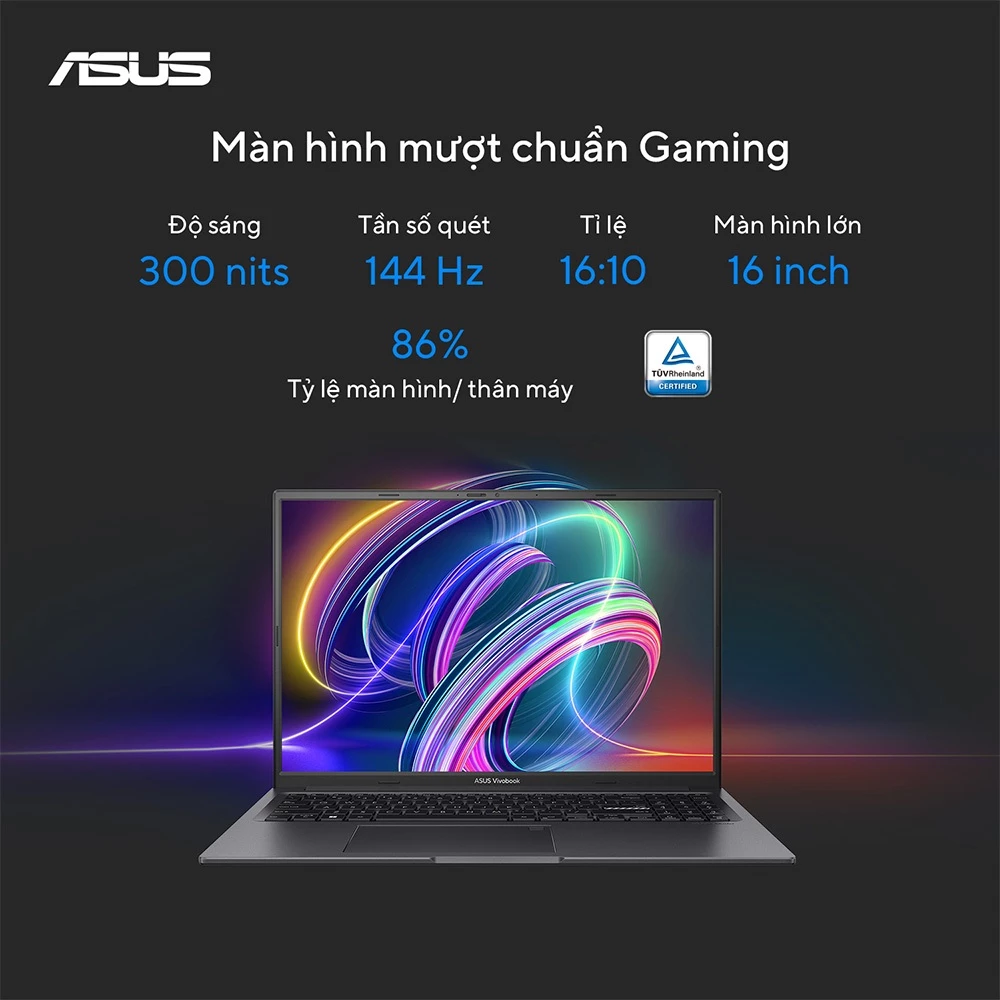 ASUS
Màn hình mượt chuẩn Gaming
Độ sáng
Tần số quét
Tỉ lệ
Màn hình lớn
300 nits
144 Hz
16:10
16 inch
86%
Tỷ lệ màn hình/ thân máy
TÜVRheinland®
CERTIFIED
ASUS Vivobook